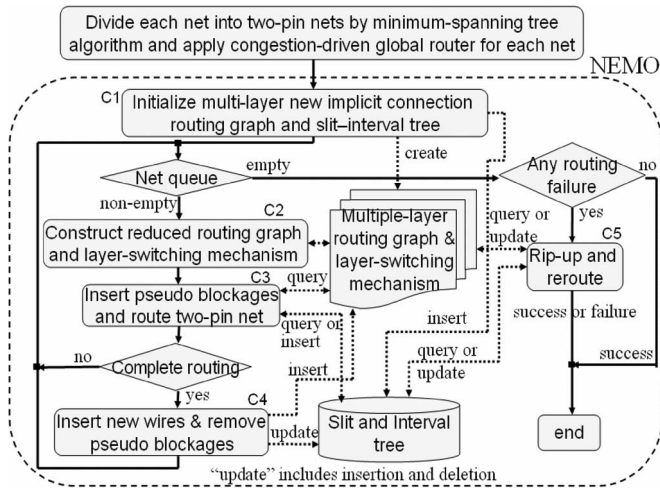 Divide each net into two-pin nets by minimum-spanning tree
algorithm and apply congestion-driven global router for each net
NEMO
C1
Initialize multi-layer new implicit connection
routing graph and slit–interval tree
create
Net queue
empty
non-empty
Any routing
failure
no
yes
C2
Construct reduced routing graph
and layer-switching mechanism
Multiple-layer
routing graph &
layer-switching
mechanism
query or
update
C5
Rip-up and
reroute
C3
Insert pseudo blockages
and route two-pin net
query
query or
insert
insert
success or failure
query or
update
success
no
Complete routing
yes
insert
C4
Insert new wires & remove
pseudo blockages
update
Slit and Interval
tree
end
“update” includes insertion and deletion